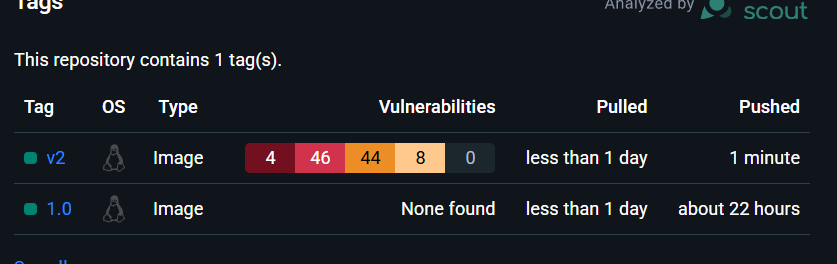 Tags
Analyzed by scout
This repository contains 1 tag(s).
Tag OS Type Vulnerabilities Pulled Pushed
v2 Image 4 46 44 8 0 less than 1 day 1 minute
1.0 Image None found less than 1 day about 22 hours